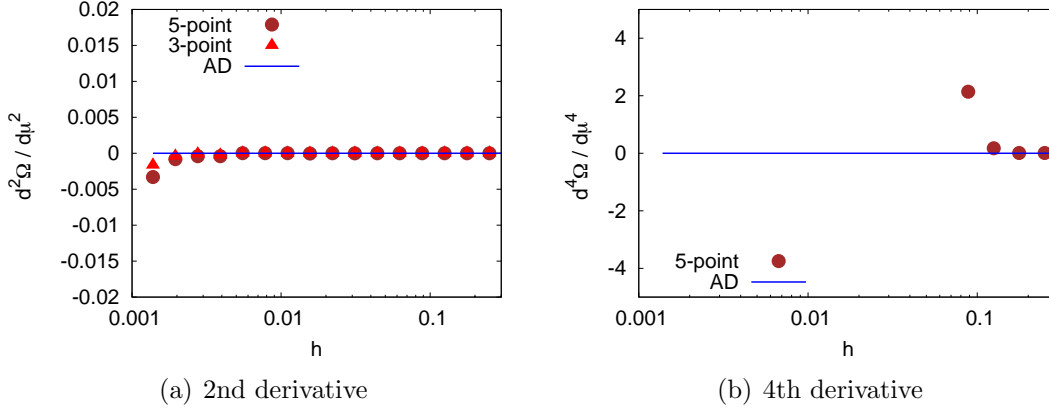 0.02
0.015
0.01
0.005
0
-0.005
-0.01
-0.015
-0.02
0.001
0.01
0.1
d²Ω / dμ²
h
5-point
3-point
AD
(a) 2nd derivative
4
2
0
-2
-4
0.001
0.01
0.1
d⁴Ω / dμ⁴
h
5-point
AD
(b) 4th derivative